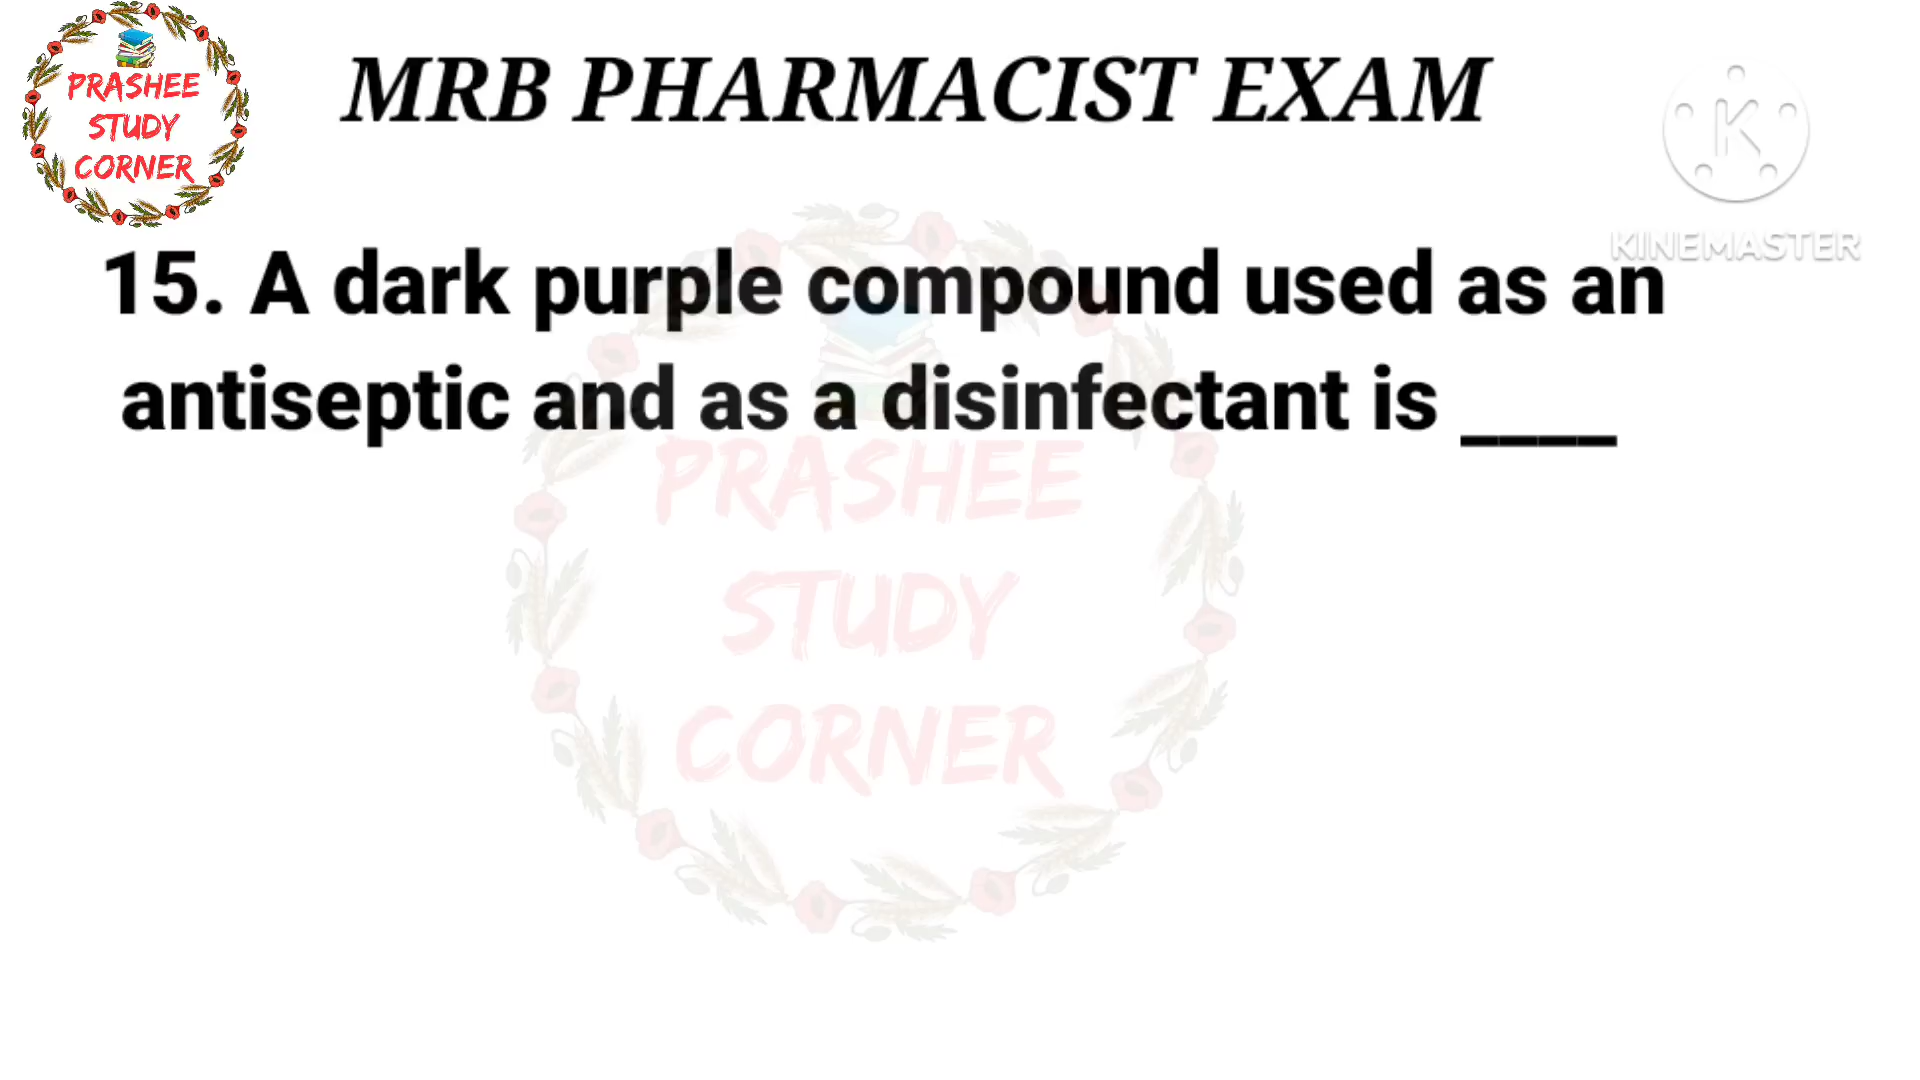 PRASHEE
STUDY
CORNER
MRB PHARMACIST EXAM
K
KINEMASTER
15. A dark purple compound used as an
antiseptic and as a disinfectant is ____
PRASHEE
STUDY
CORNER